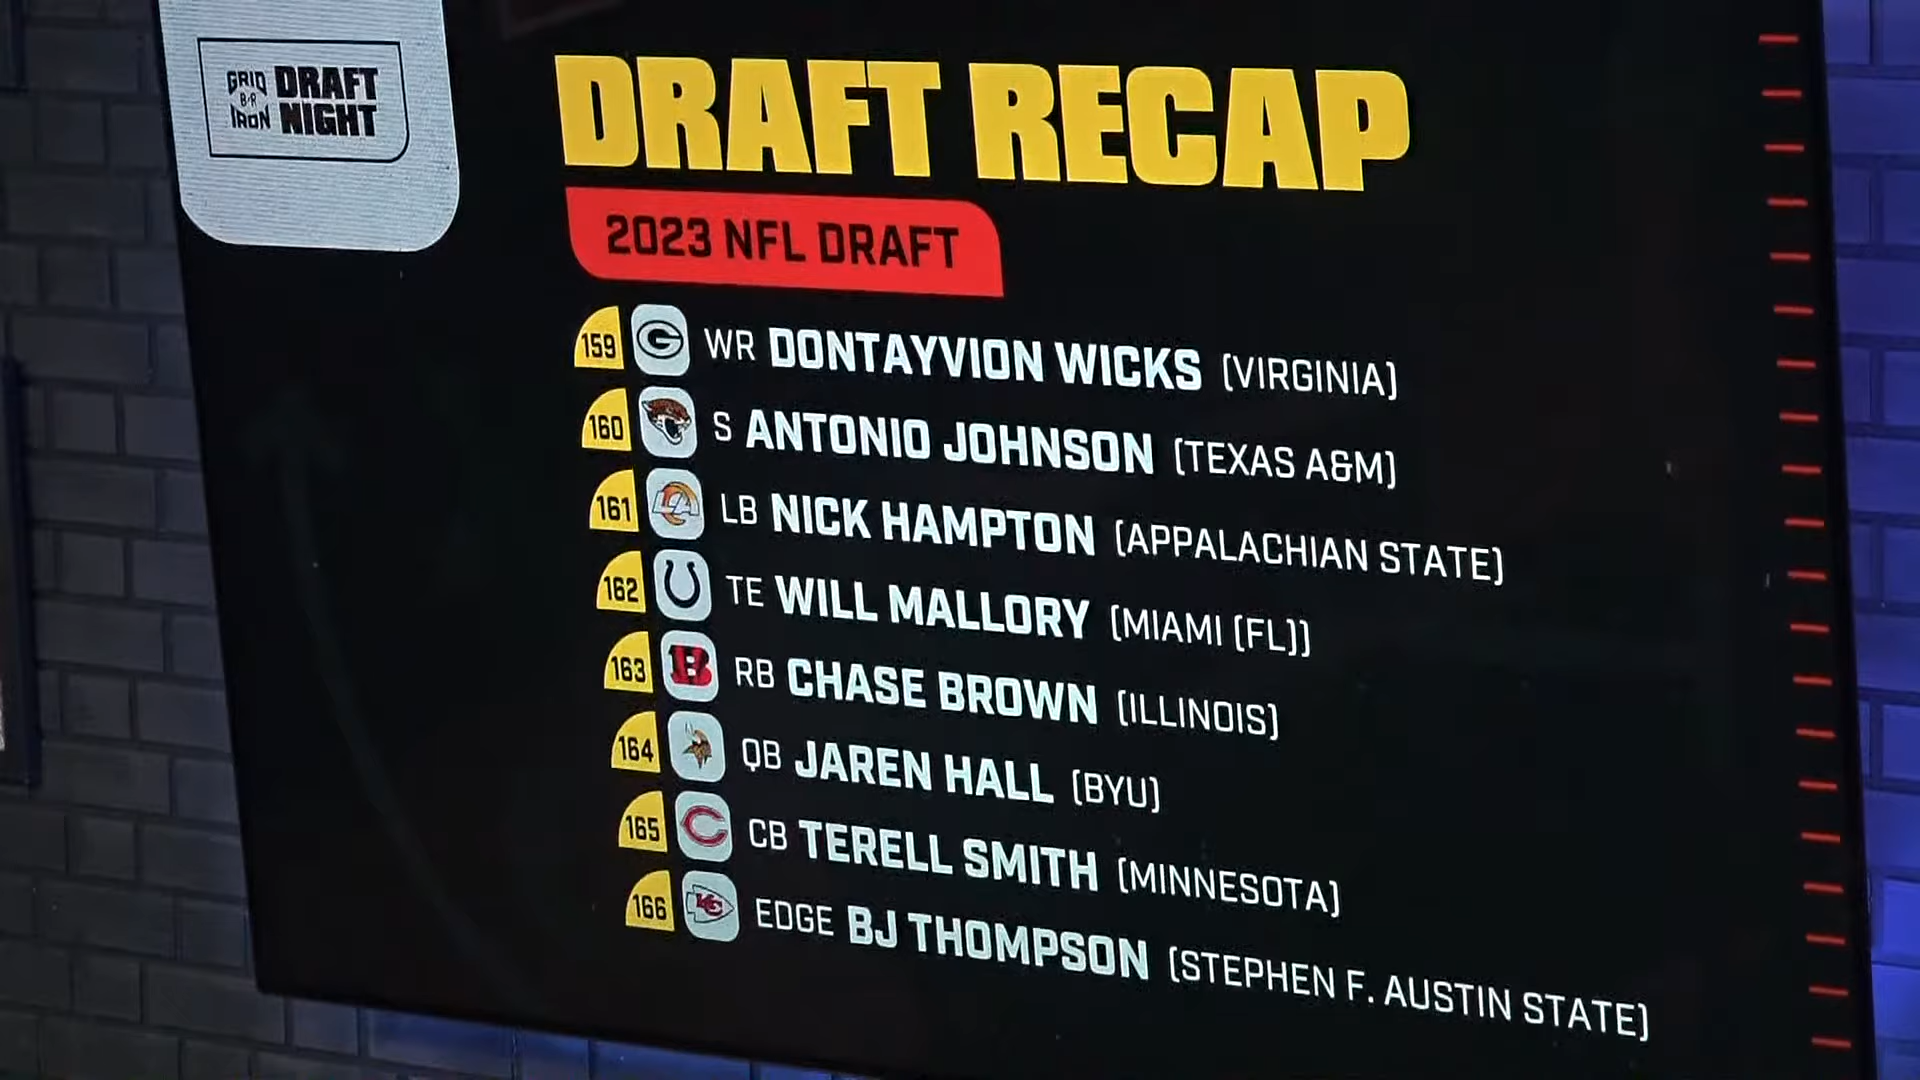 GRID
B/R
IRON
DRAFT
NIGHT
DRAFT RECAP
2023 NFL DRAFT
159 G WR DONTAYVION WICKS (VIRGINIA)
160 S ANTONIO JOHNSON (TEXAS A&M)
161 LA LB NICK HAMPTON (APPALACHIAN STATE)
162 TE WILL MALLORY (MIAMI (FL))
163 B RB CHASE BROWN (ILLINOIS)
164 QB JAREN HALL (BYU)
165 C CB TERELL SMITH (MINNESOTA)
166 KC EDGE BJ THOMPSON (STEPHEN F. AUSTIN STATE)